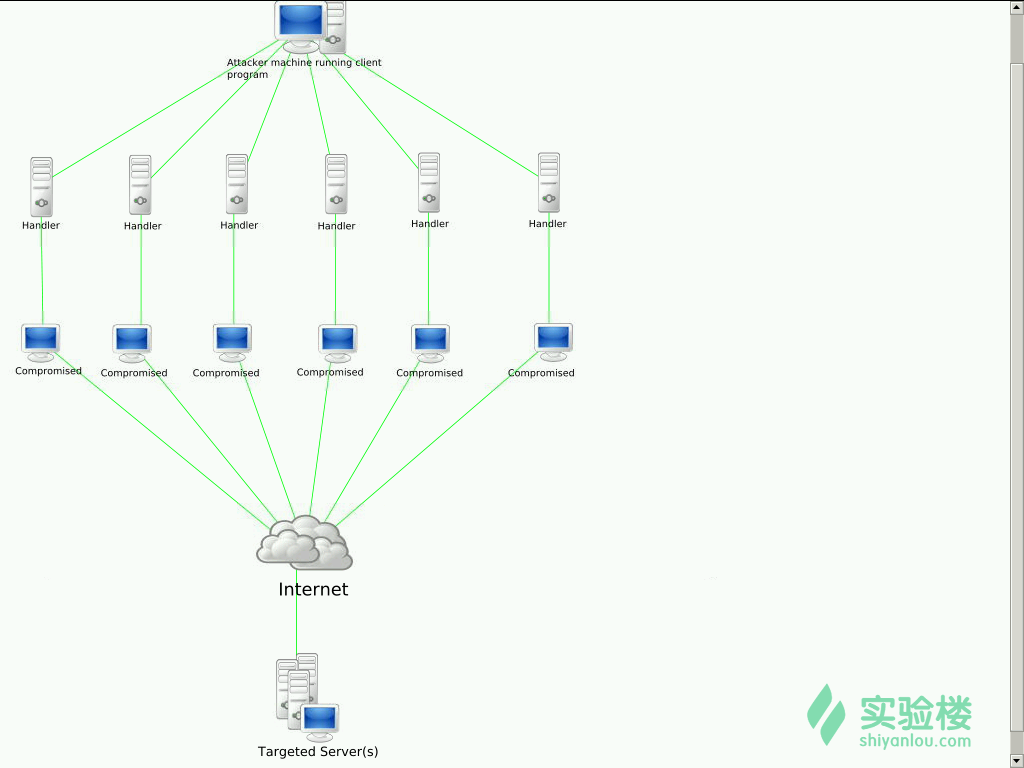 Attacker machine running client
program
Handler
Handler
Handler
Handler
Handler
Handler
Compromised
Compromised
Compromised
Compromised
Compromised
Compromised
Internet
Targeted Server(s)
实验楼
shiyanlou.com